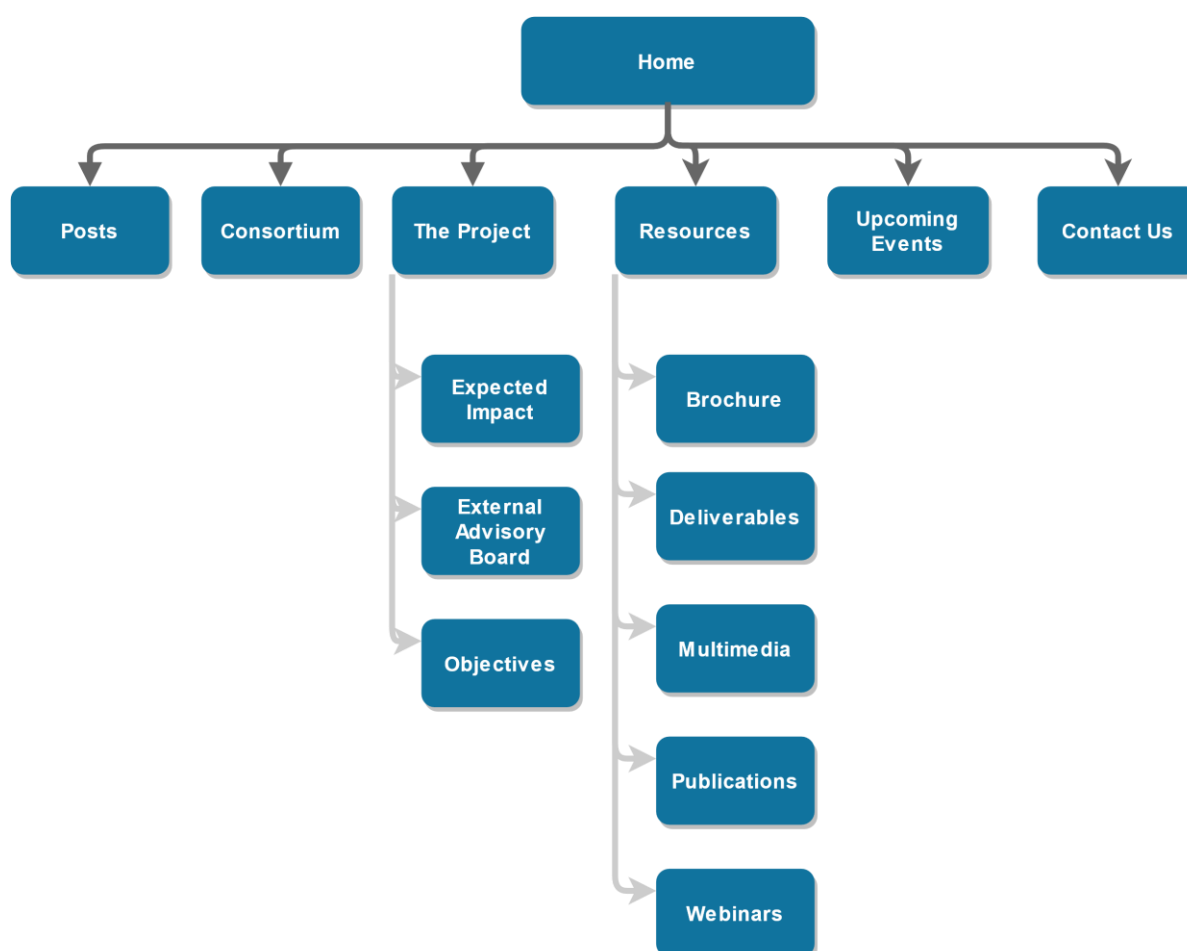 Home
Posts
Consortium
The Project
Resources
Upcoming
Events
Contact Us
Expected
Impact
External
Advisory
Board
Objectives
Brochure
Deliverables
Multimedia
Publications
Webinars